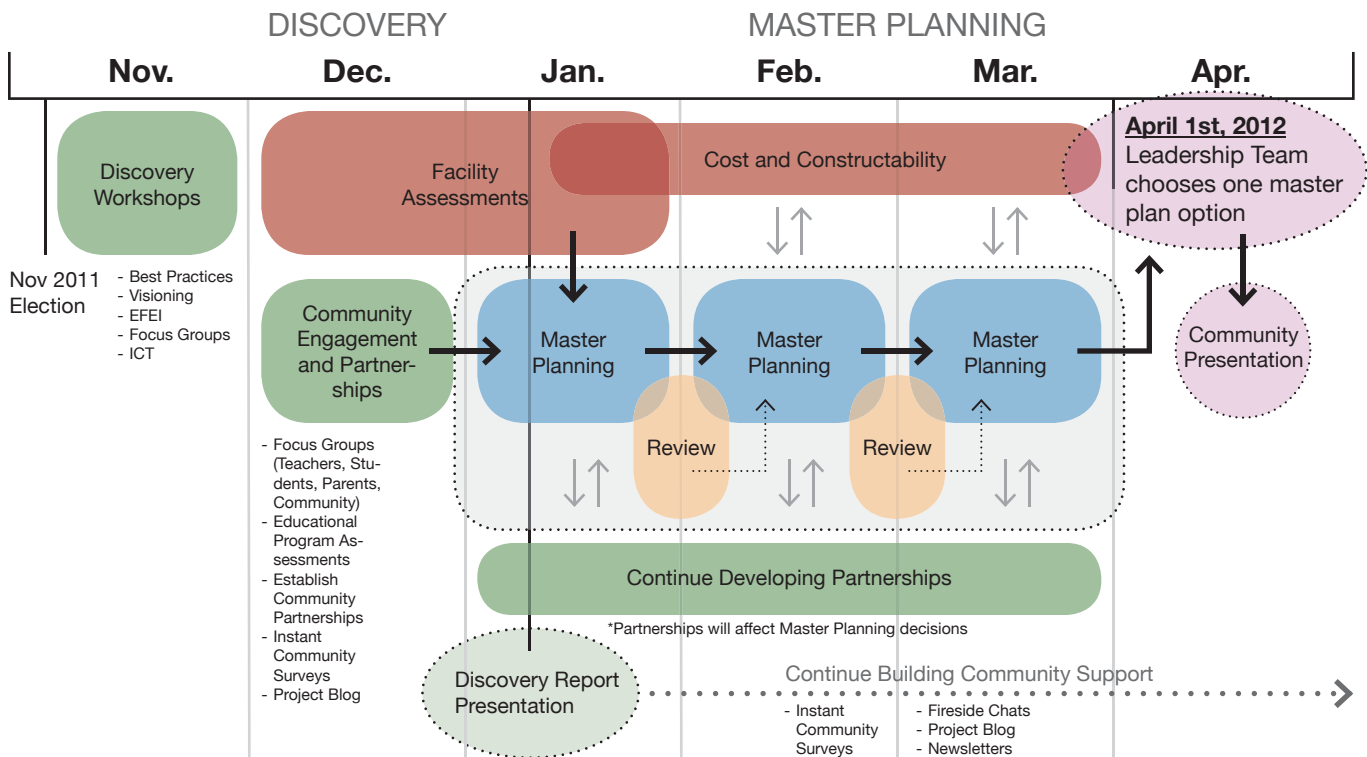 DISCOVERY
MASTER PLANNING
Nov.
Dec.
Jan.
Feb.
Mar.
Apr.
Discovery
Workshops
Facility
Assessments
Cost and Constructability
April 1st, 2012
Leadership Team
chooses one master
plan option
Nov 2011
Election
- Best Practices
- Visioning
- EFEI
- Focus Groups
- ICT
Community
Engagement
and Partner-
ships
Master
Planning
Master
Planning
Master
Planning
Community
Presentation
Review
Review
- Focus Groups
(Teachers, Stu-
dents, Parents,
Community)
- Educational
Program As-
sessments
- Establish
Community
Partnerships
- Instant
Community
Surveys
- Project Blog
Continue Developing Partnerships
*Partnerships will affect Master Planning decisions
Discovery Report
Presentation
Continue Building Community Support
- Instant
Community
Surveys
- Fireside Chats
- Project Blog
- Newsletters